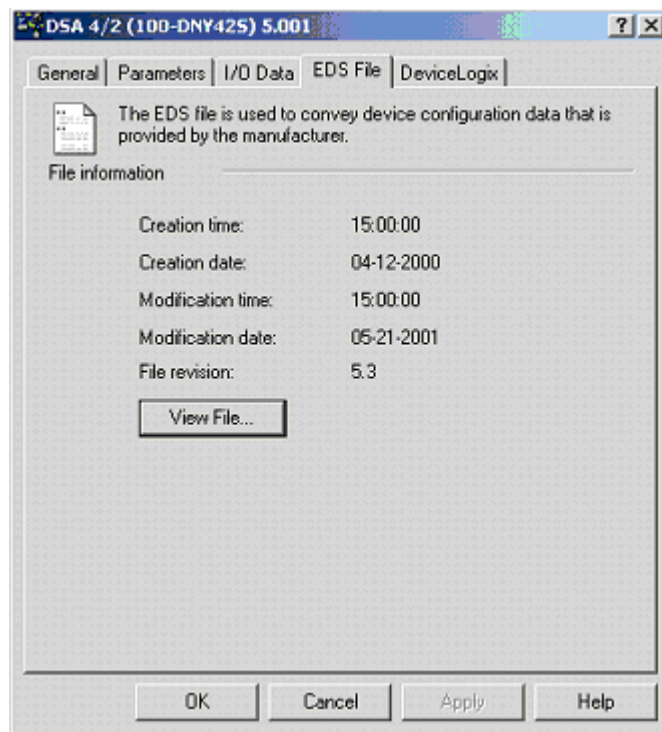 DSA 4/2 (100-DNY42S) 5.001
General Parameters I/O Data EDS File DeviceLogix
The EDS file is used to convey device configuration data that is
provided by the manufacturer.
File information
Creation time: 15:00:00
Creation date: 04-12-2000
Modification time: 15:00:00
Modification date: 05-21-2001
File revision: 5.3
View File...
OK Cancel Apply Help